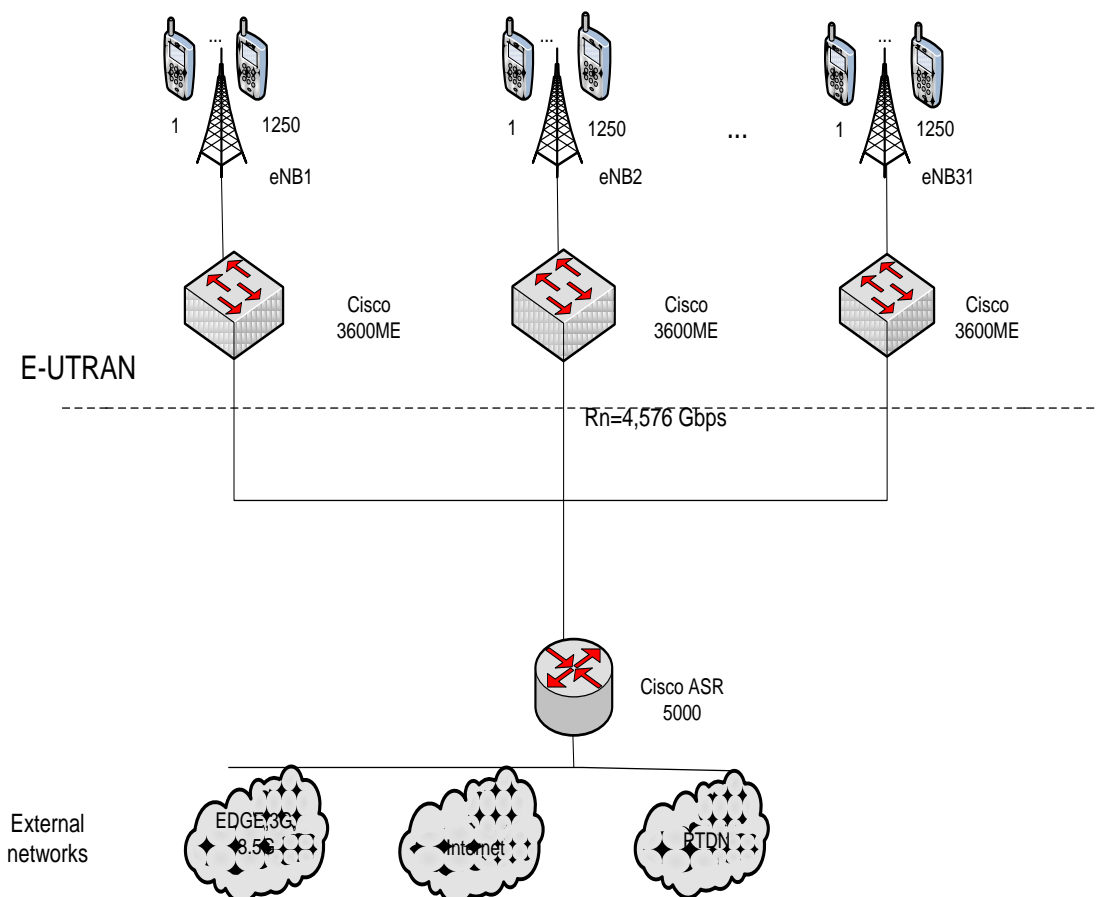 ... ... ...
1 1250 1 1250 ... 1 1250
eNB1 eNB2 eNB31
Cisco
3600ME
Cisco
3600ME
Cisco
3600ME
E-UTRAN
Rn=4,576 Gbps
Cisco ASR
5000
External
networks
EDGE,3G,
3.5G
Internet
PTDN